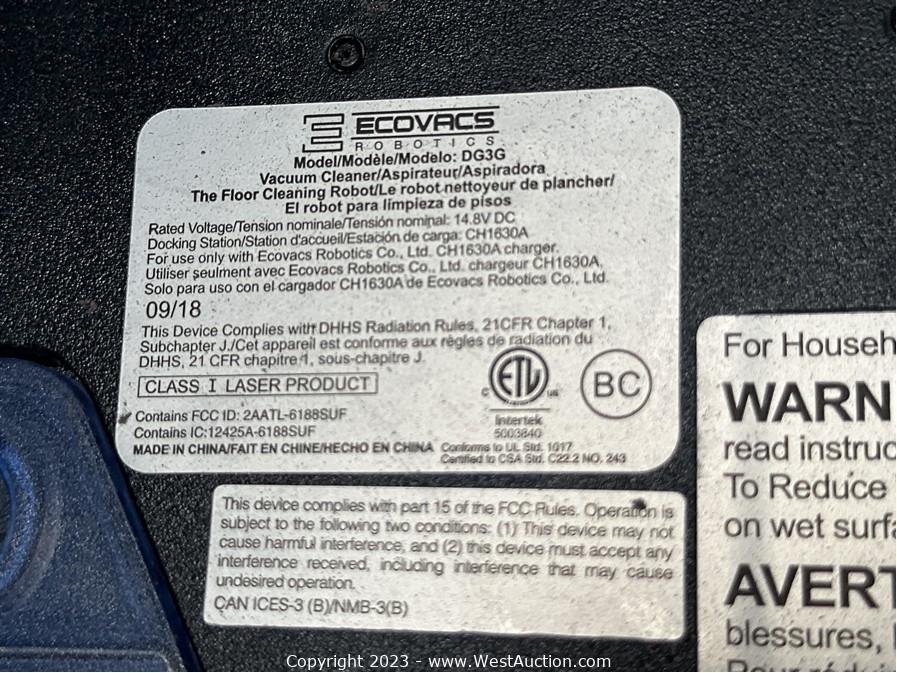 ECOVACS
ROBOTICS
Model/Modèle/Modelo: DG3G
Vacuum Cleaner/Aspirateur/Aspiradora
The Floor Cleaning Robot/Le robot nettoyeur de plancher/
El robot para limpieza de pisos
Rated Voltage/Tension nominale/Tensión nominal: 14.8V DC
Docking Station/Station d'accueil/Estación de carga: CH1630A
For use only with Ecovacs Robotics Co., Ltd. CH1630A charger.
Utiliser seulment avec Ecovacs Robotics Co., Ltd. chargeur CH1630A.
Solo para uso con el cargador CH1630A de Ecovacs Robotics Co., Ltd.
09/18
This Device Complies with DHHS Radiation Rules, 21CFR Chapter 1,
Subchapter J./Cet appareil est conforme aux règles de radiation du
DHHS, 21 CFR chapitre 1, sous-chapitre J.
CLASS I LASER PRODUCT
C ETL US
Intertek
5003840
BC
Contains FCC ID: 2AATL-6188SUF
Contains IC:12425A-6188SUF
MADE IN CHINA/FAIT EN CHINE/HECHO EN CHINA
Conforms to UL Std. 1017
Certified to CSA Std. C22.2 NO. 243
This device complies with part 15 of the FCC Rules. Operation is
subject to the following two conditions: (1) This device may not
cause harmful interference, and (2) this device must accept any
interference received, including interference that may cause
undesired operation.
CAN ICES-3 (B)/NMB-3(B)
For Househ
WARN
read instruc
To Reduce
on wet surfa
AVERT
blessures,
Copyright 2023 - www.WestAuction.com